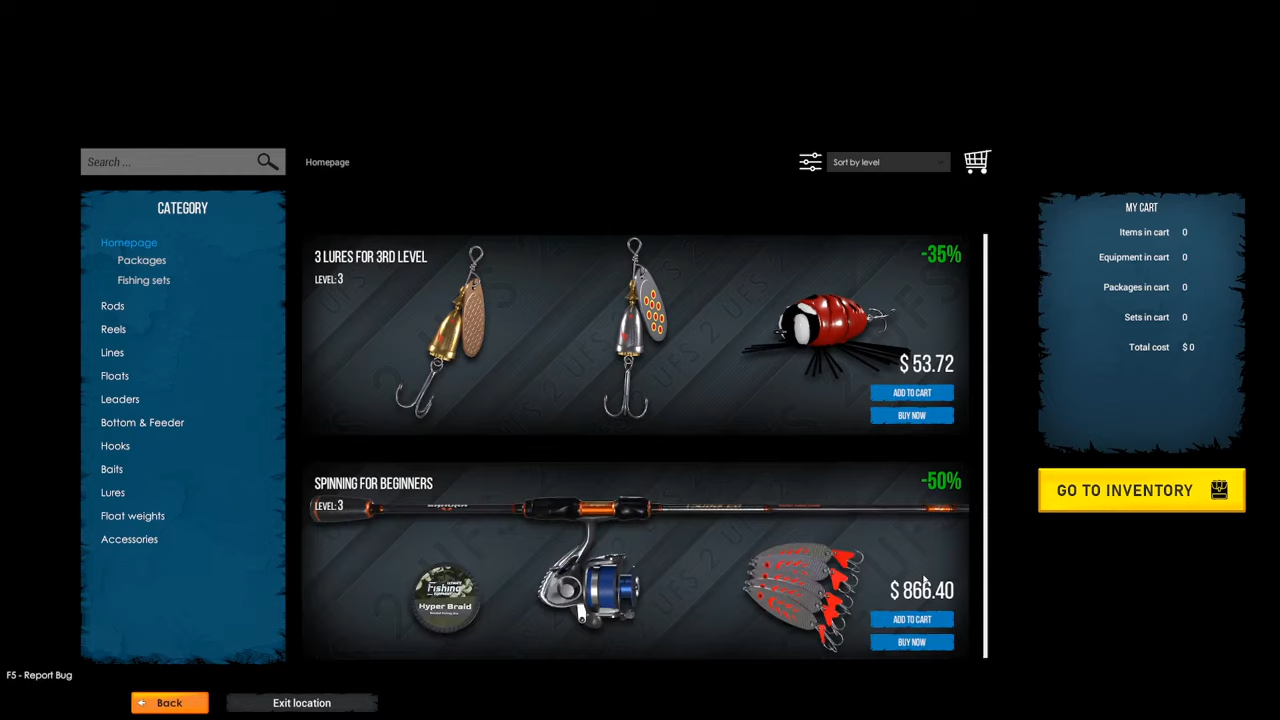 Search ...
Homepage
Sort by level
CATEGORY
Homepage
Packages
Fishing sets
Rods
Reels
Lines
Floats
Leaders
Bottom & Feeder
Hooks
Baits
Lures
Float weights
Accessories
3 LURES FOR 3RD LEVEL
LEVEL: 3
-35%
$ 53.72
ADD TO CART
BUY NOW
SPINNING FOR BEGINNERS
LEVEL: 3
-50%
Fishing
Hyper Braid
$ 866.40
ADD TO CART
BUY NOW
MY CART
Items in cart 0
Equipment in cart 0
Packages in cart 0
Sets in cart 0
Total cost $ 0
GO TO INVENTORY
F5 - Report Bug
Back
Exit location